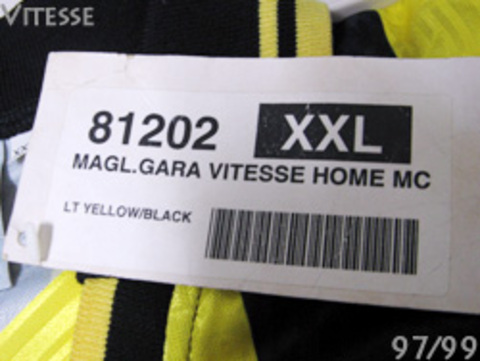 VITESSE
81202 XXL
MAGL.GARA VITESSE HOME MC
LT YELLOW/BLACK
97/99